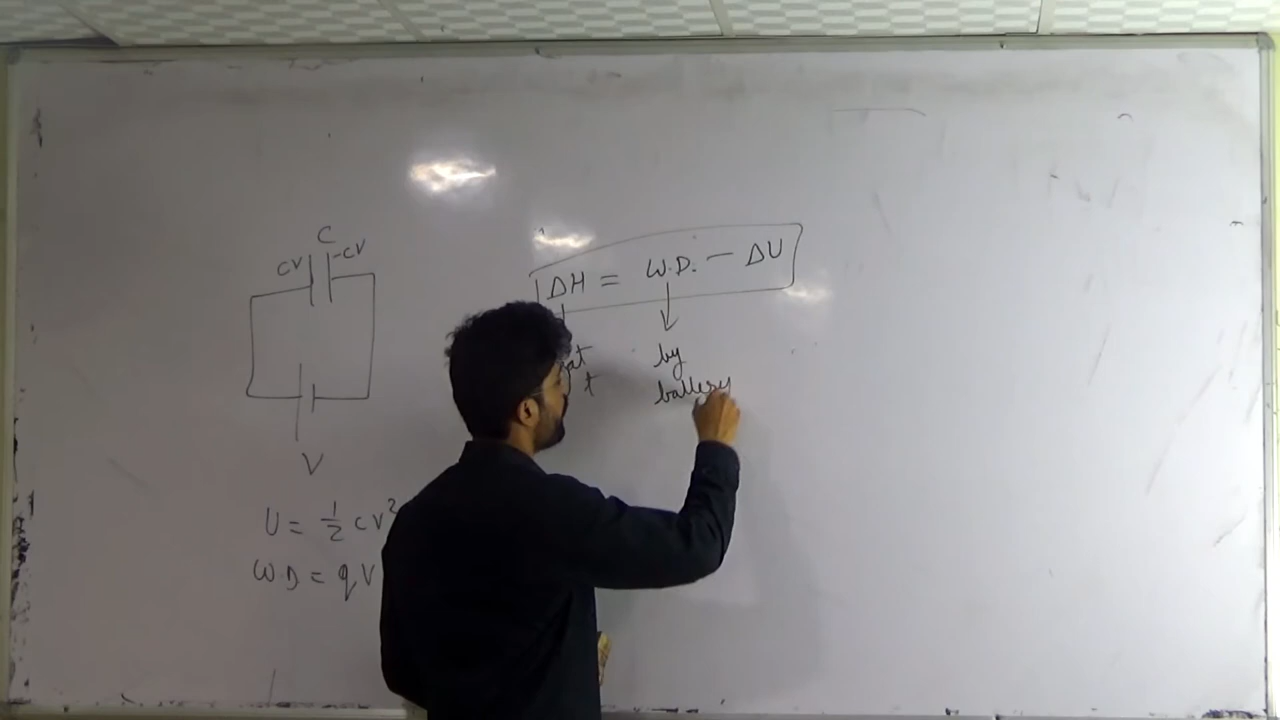 C
CV -CV
V
U = 1/2 CV²
W.D = qV
ΔH = W.D. - ΔU
by
battery